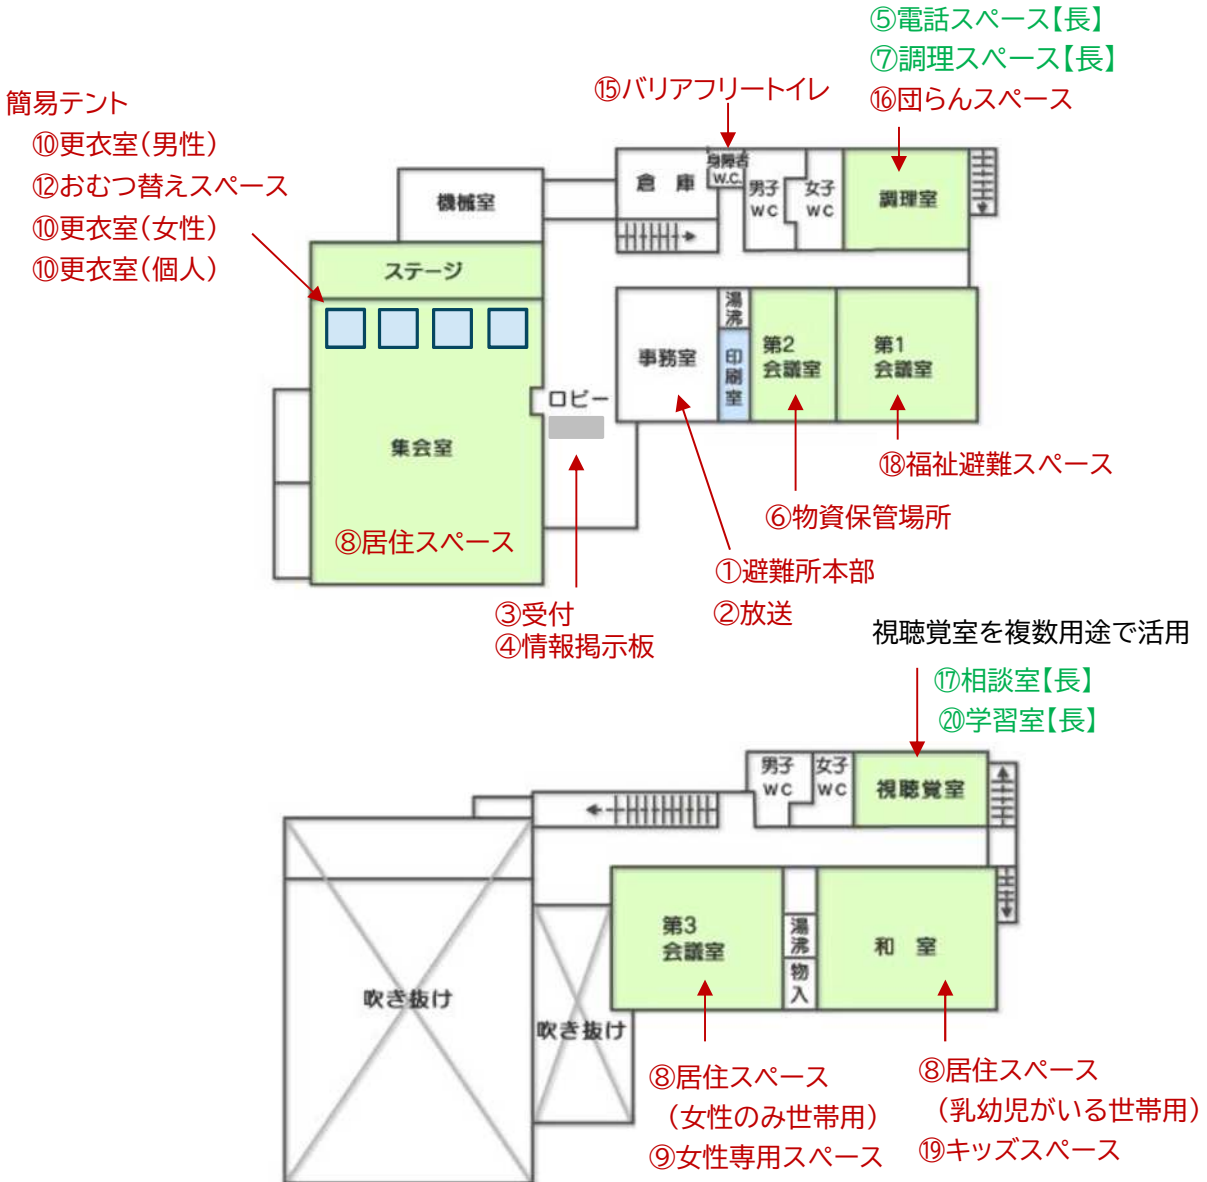 ⑤電話スペース【長】
⑦調理スペース【長】
⑯団らんスペース
⑮バリアフリートイレ
簡易テント
⑩更衣室(男性)
⑫おむつ替えスペース
⑩更衣室(女性)
⑩更衣室(個人)
機械室
倉 庫
身障者
W.C.
男子
WC
女子
WC
調理室
ステージ
事務室
湯沸
印刷室
第2
会議室
第1
会議室
ロビー
集会室
⑧居住スペース
⑱福祉避難スペース
⑥物資保管場所
①避難所本部
②放送
③受付
④情報掲示板
視聴覚室を複数用途で活用
⑰相談室【長】
⑳学習室【長】
男子
WC
女子
WC
視聴覚室
第3
会議室
湯沸
物入
和 室
吹き抜け
吹き抜け
⑧居住スペース
(女性のみ世帯用)
⑨女性専用スペース
⑧居住スペース
(乳幼児がいる世帯用)
⑲キッズスペース